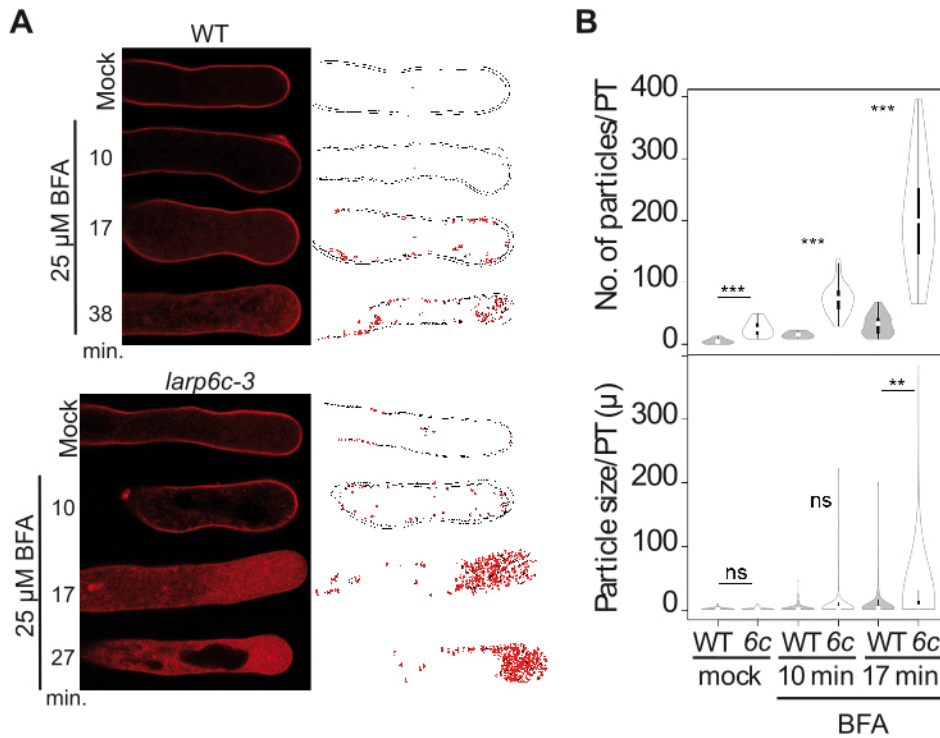 A
WT
Mock
25 µM BFA
10
17
38
min.
larp6c-3
Mock
25 µM BFA
10
17
27
min.
B
No. of particles/PT
400
300
200
100
0
***
***
***
Particle size/PT (µ)
300
200
100
0
ns
ns
**
WT 6c WT 6c WT 6c
mock 10 min 17 min
BFA